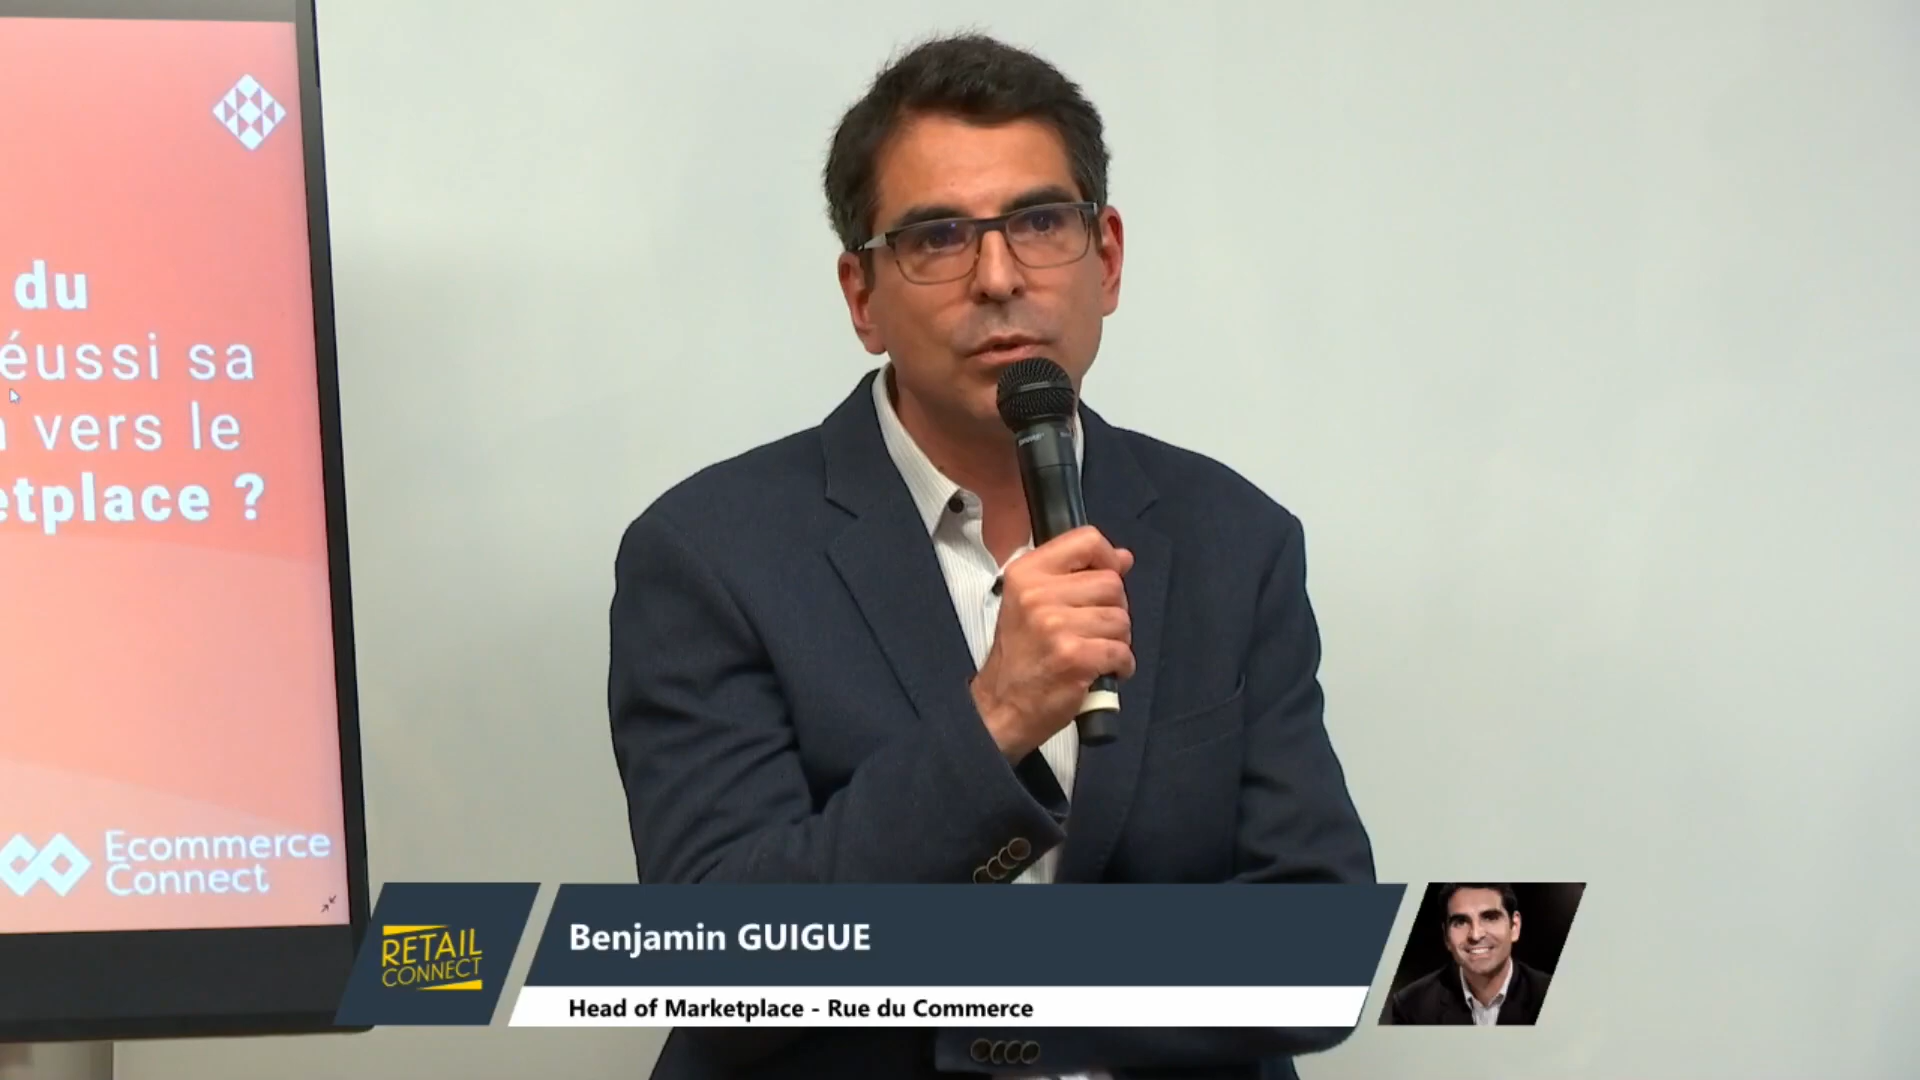 du
éussi sa
vers le
etplace ?
Ecommerce
Connect
RETAIL
CONNECT
Benjamin GUIGUE
Head of Marketplace - Rue du Commerce